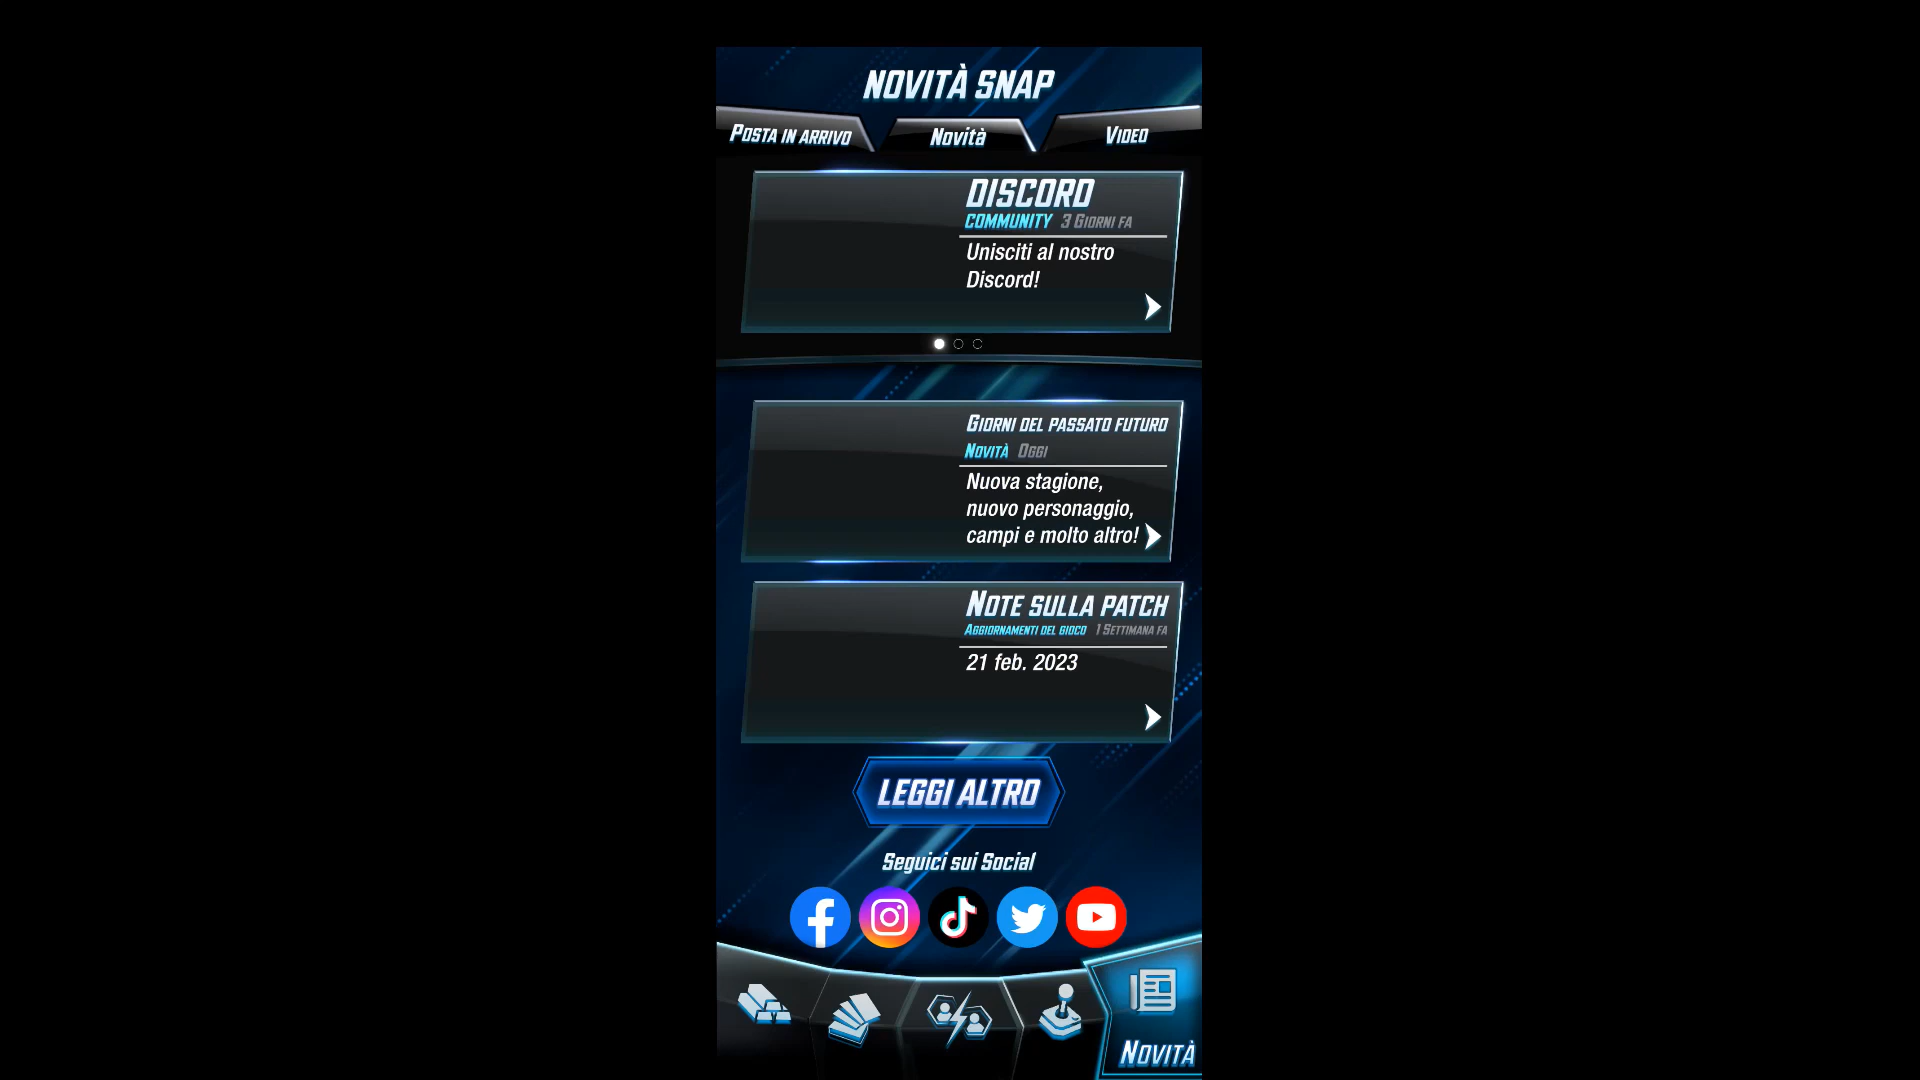 NOVITÀ SNAP
POSTA IN ARRIVO
Novità
VIDEO
DISCORD
COMMUNITY 3 GIORNI FA
Unisciti al nostro
Discord!
GIORNI DEL PASSATO FUTURO
NOVITÀ OGGI
Nuova stagione,
nuovo personaggio,
campi e molto altro!
NOTE SULLA PATCH
AGGIORNAMENTI DEL GIOCO 1 SETTIMANA FA
21 feb. 2023
LEGGI ALTRO
Seguici sui Social
NOVITÀ